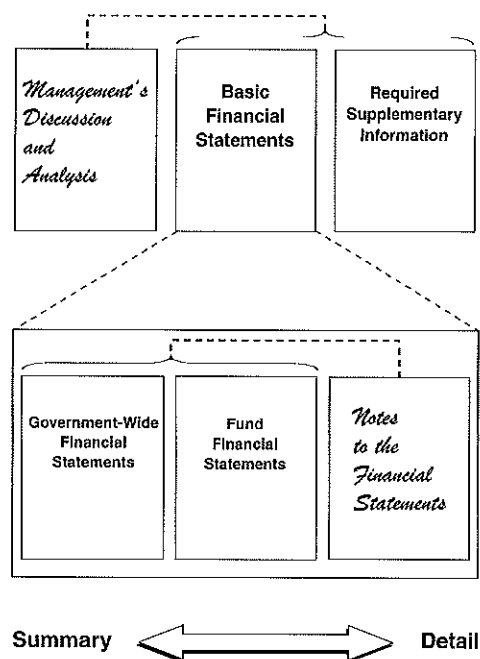 Management's
Discussion
and
Analysis
Basic
Financial
Statements
Required
Supplementary
Information
Government-Wide
Financial
Statements
Fund
Financial
Statements
Notes
to the
Financial
Statements
Summary
Detail